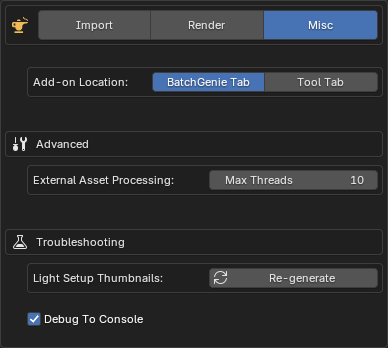 Import Render Misc
Add-on Location: BatchGenie Tab Tool Tab
Advanced
External Asset Processing: Max Threads 10
Troubleshooting
Light Setup Thumbnails: Re-generate
Debug To Console